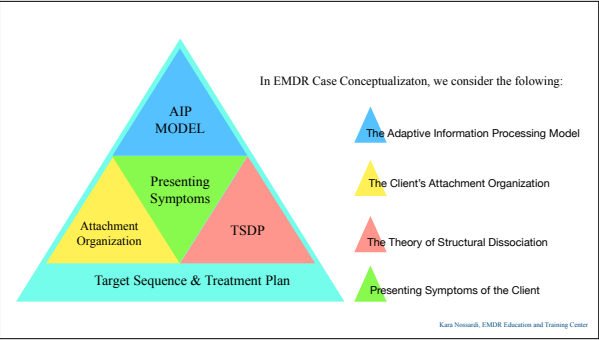 In EMDR Case Conceptualizaton, we consider the folowing:
AIP
MODEL
Presenting
Symptoms
Attachment
Organization
TSDP
Target Sequence & Treatment Plan
The Adaptive Information Processing Model
The Client's Attachment Organization
The Theory of Structural Dissociation
Presenting Symptoms of the Client
Kara Nossardi, EMDR Education and Training Center